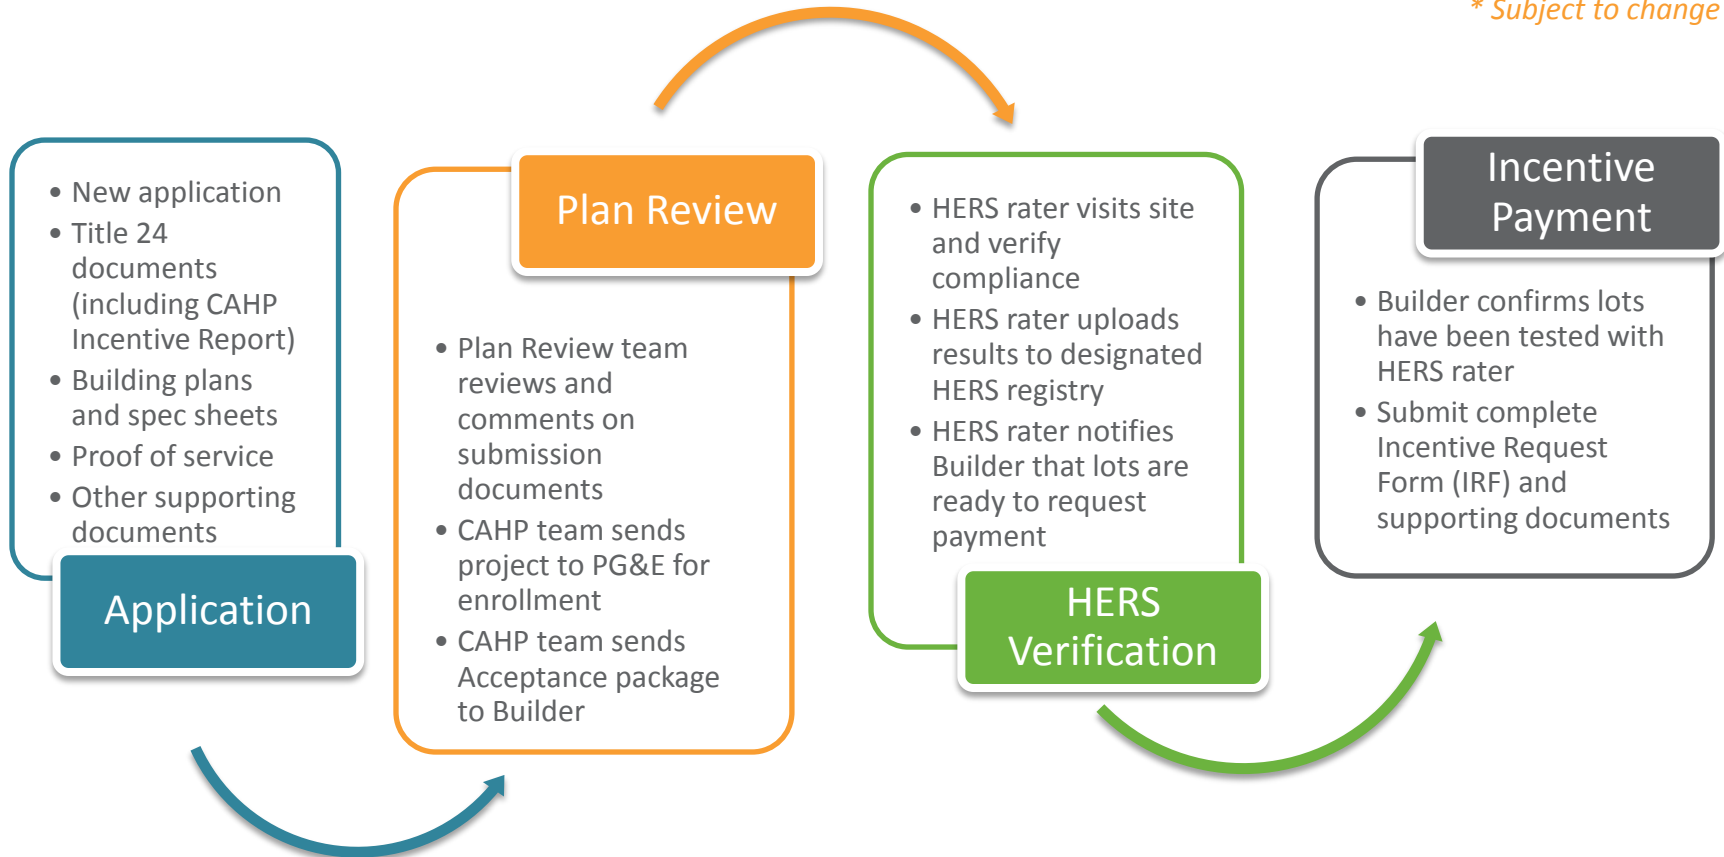 * Subject to change
• New application
• Title 24
documents
(including CAHP
Incentive Report)
• Building plans
and spec sheets
• Proof of service
• Other supporting
documents
Application
Plan Review
• Plan Review team
reviews and
comments on
submission
documents
• CAHP team sends
project to PG&E for
enrollment
• CAHP team sends
Acceptance package
to Builder
• HERS rater visits site
and verify
compliance
• HERS rater uploads
results to designated
HERS registry
• HERS rater notifies
Builder that lots are
ready to request
payment
HERS
Verification
Incentive
Payment
• Builder confirms lots
have been tested with
HERS rater
• Submit complete
Incentive Request
Form (IRF) and
supporting documents